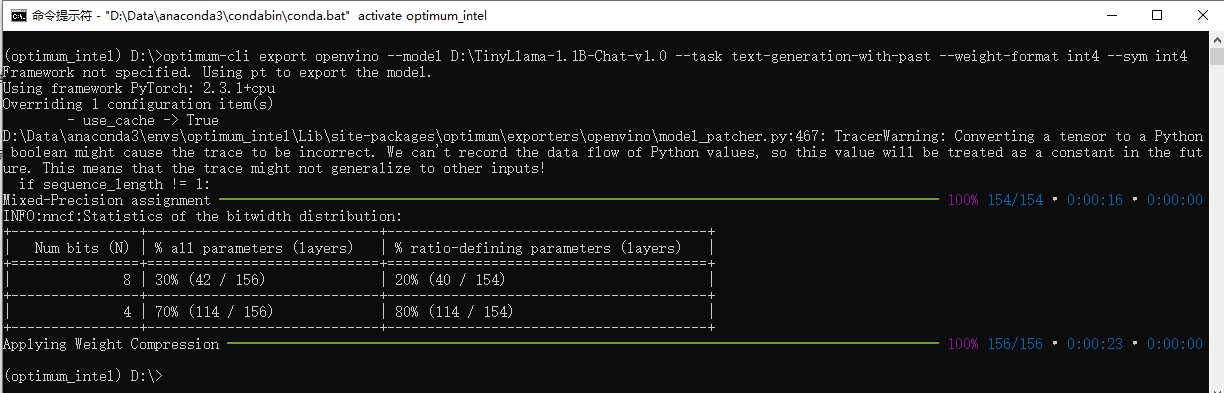 命令提示符 - "D:\Data\anaconda3\condabin\conda.bat"  activate optimum_intel
(optimum_intel) D:\>optimum-cli export openvino --model D:\TinyLlama-1.1B-Chat-v1.0 --task text-generation-with-past --weight-format int4 --sym int4
Framework not specified. Using pt to export the model.
Using framework PyTorch: 2.3.1+cpu
Overriding 1 configuration item(s)
        - use_cache -> True
D:\Data\anaconda3\envs\optimum_intel\Lib\site-packages\optimum\exporters\openvino\model_patcher.py:467: TracerWarning: Converting a tensor to a Python
 boolean might cause the trace to be incorrect. We can't record the data flow of Python values, so this value will be treated as a constant in the fut
ure. This means that the trace might not generalize to other inputs!
  if sequence_length != 1:
Mixed-Precision assignment 100% 154/154 • 0:00:16 • 0:00:00
INFO:nncf:Statistics of the bitwidth distribution:
| Num bits (N) | % all parameters (layers) | % ratio-defining parameters (layers) |
| 8 | 30% (42 / 156) | 20% (40 / 154) |
| 4 | 70% (114 / 156) | 80% (114 / 154) |
Applying Weight Compression 100% 156/156 • 0:00:23 • 0:00:00
(optimum_intel) D:\>